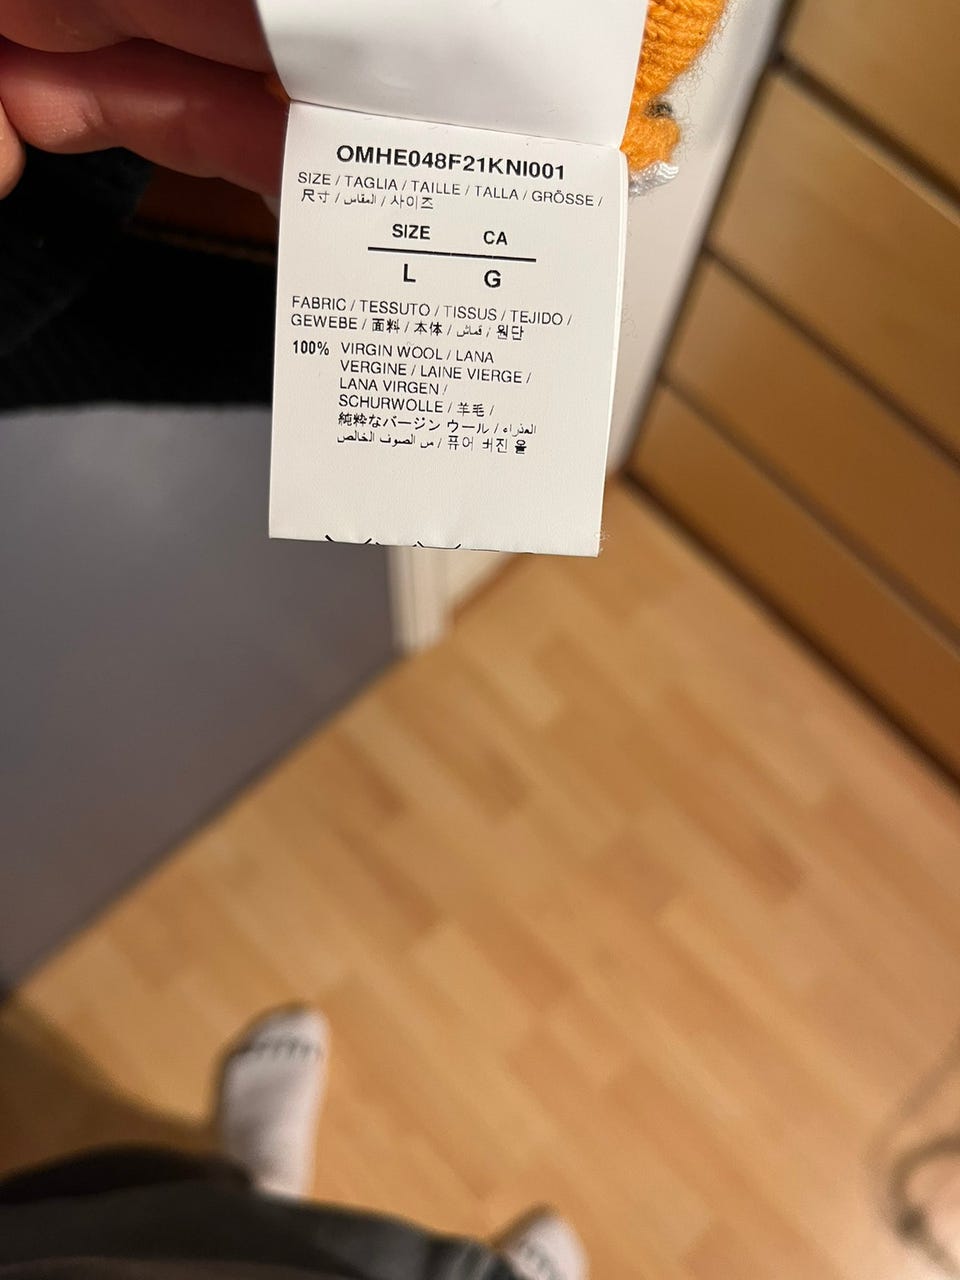 OMHE048F21KNI001
SIZE / TAGLIA / TAILLE / TALLA / GRÖSSE /
尺寸 / المقاس / 사이즈
SIZE CA
L G
FABRIC / TESSUTO / TISSUS / TEJIDO /
GEWEBE / 面料 / 本体 / قماش / 원단
100% VIRGIN WOOL / LANA
VERGINE / LAINE VIERGE /
LANA VIRGEN /
SCHURWOLLE / 羊毛 /
純粋なバージン ウール / العذراء
من الصوف الخالص / 퓨어 버진 울